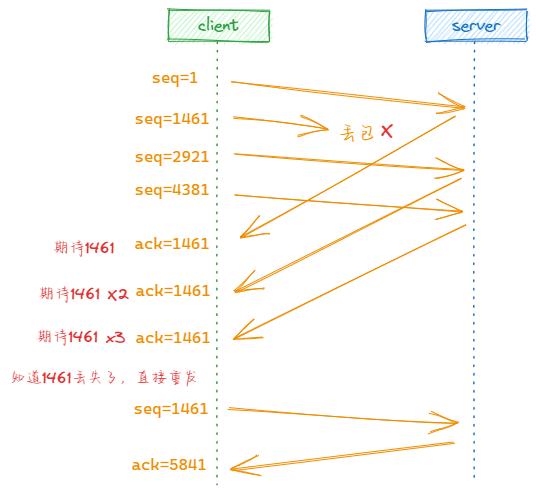 client
server
seq=1
seq=1461
丢包 X
seq=2921
seq=4381
期待1461
ack=1461
期待1461 x2
ack=1461
期待1461 x3
ack=1461
知道1461丢失了，直接重发
seq=1461
ack=5841